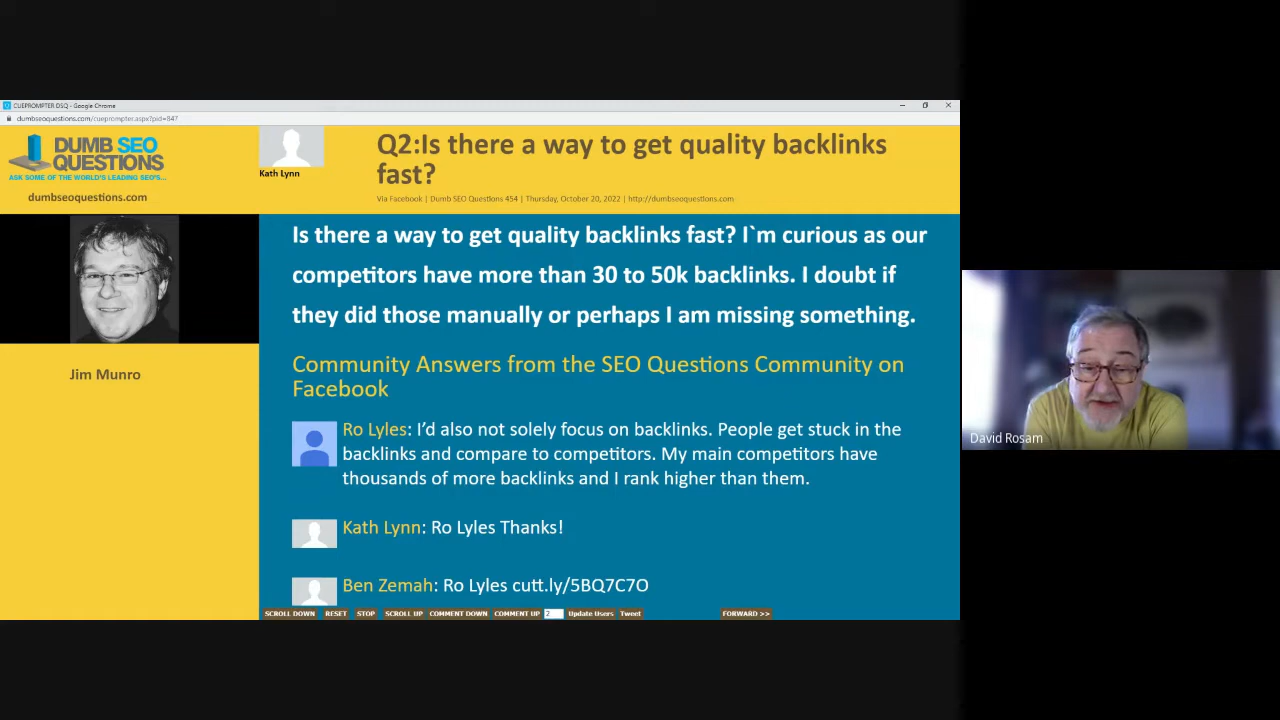 CUEPROMPTER DSQ - Google Chrome
dumbseoquestions.com/cueprompter.aspx?pid=847
DUMB SEO
QUESTIONS
ASK SOME OF THE WORLD'S LEADING SEO'S...
dumbseoquestions.com
Kath Lynn
Q2:Is there a way to get quality backlinks
fast?
Via Facebook | Dumb SEO Questions 454 | Thursday, October 20, 2022 | http://dumbseoquestions.com
Jim Munro
Is there a way to get quality backlinks fast? I`m curious as our
competitors have more than 30 to 50k backlinks. I doubt if
they did those manually or perhaps I am missing something.
Community Answers from the SEO Questions Community on
Facebook
Ro Lyles: I’d also not solely focus on backlinks. People get stuck in the
backlinks and compare to competitors. My main competitors have
thousands of more backlinks and I rank higher than them.
Kath Lynn: Ro Lyles Thanks!
Ben Zemah: Ro Lyles cutt.ly/5BQ7C7O
SCROLL DOWN RESET STOP SCROLL UP COMMENT DOWN COMMENT UP 2 Update Users Tweet FORWARD >>
David Rosam